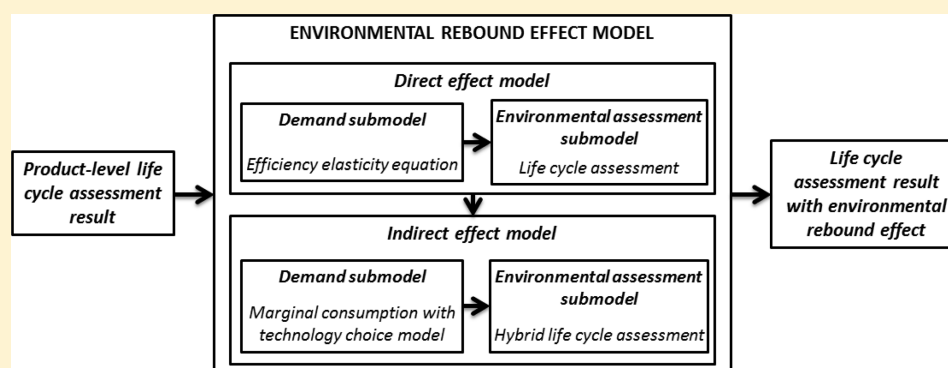 ENVIRONMENTAL REBOUND EFFECT MODEL
Product-level life
cycle assessment
result
Direct effect model
Demand submodel
Efficiency elasticity equation
Environmental assessment
submodel
Life cycle assessment
Indirect effect model
Demand submodel
Marginal consumption with
technology choice model
Environmental assessment
submodel
Hybrid life cycle assessment
Life cycle
assessment result
with environmental
rebound effect